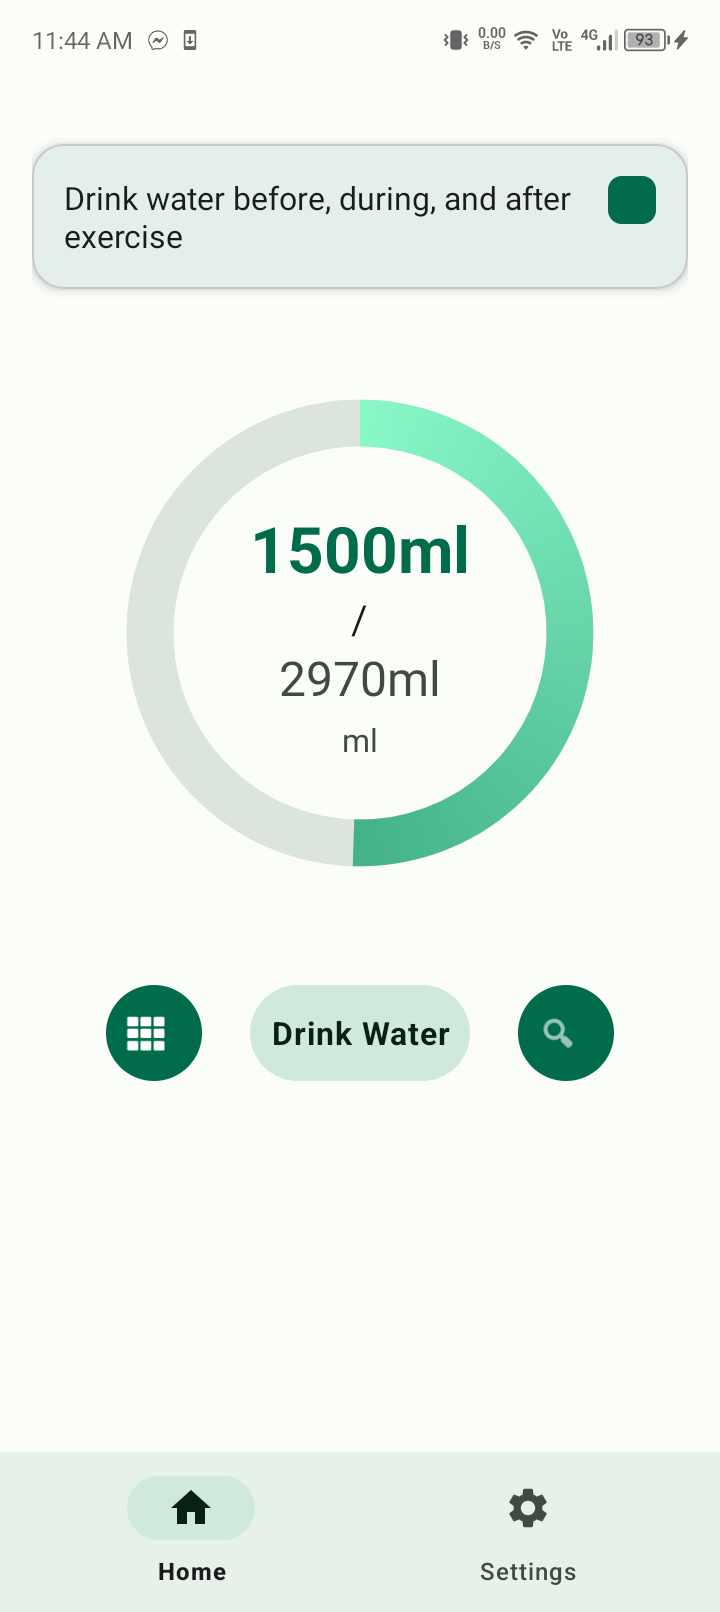 11:44 AM
0.00
B/S
Vo
LTE
4G
93
Drink water before, during, and after
exercise
1500ml
/
2970ml
ml
Drink Water
Home
Settings